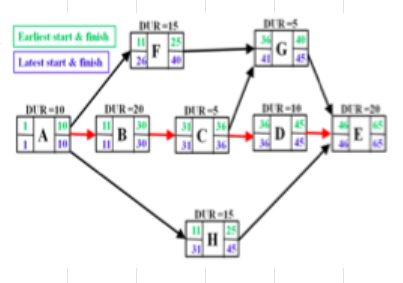 DUR=15
DUR=5
Earliest start & finish
11 F 25
36 G 40
Latest start & finish
26 40
41 45
DUR=10
DUR=20
DUR=5
DUR=10
DUR=20
1 A 10
11 B 30
31 C 36
36 D 45
46 E 65
1 10
11 30
31 36
36 45
46 65
DUR=15
11 H 25
31 45